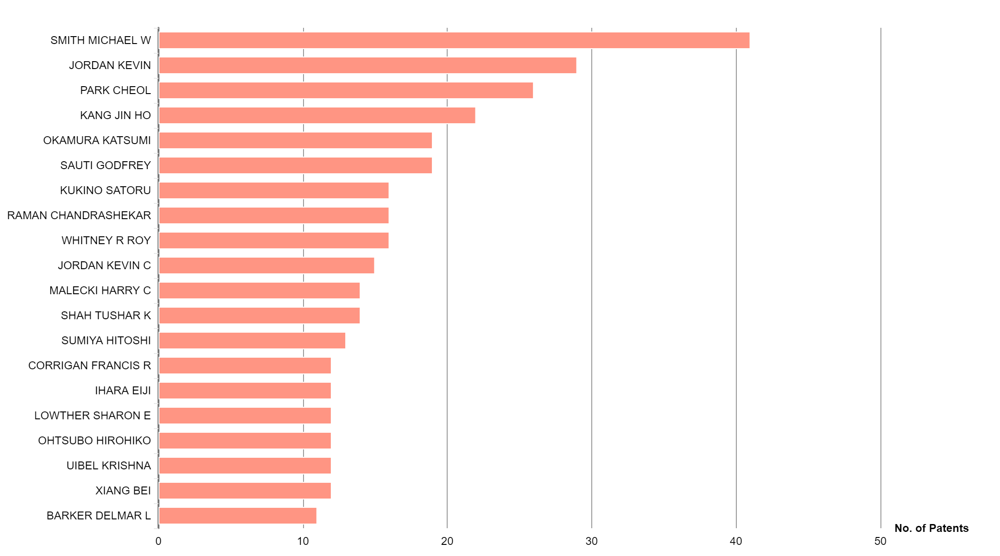 SMITH MICHAEL W
JORDAN KEVIN
PARK CHEOL
KANG JIN HO
OKAMURA KATSUMI
SAUTI GODFREY
KUKINO SATORU
RAMAN CHANDRASHEKAR
WHITNEY R ROY
JORDAN KEVIN C
MALECKI HARRY C
SHAH TUSHAR K
SUMIYA HITOSHI
CORRIGAN FRANCIS R
IHARA EIJI
LOWTHER SHARON E
OHTSUBO HIROHIKO
UIBEL KRISHNA
XIANG BEI
BARKER DELMAR L
No. of Patents
0 10 20 30 40 50